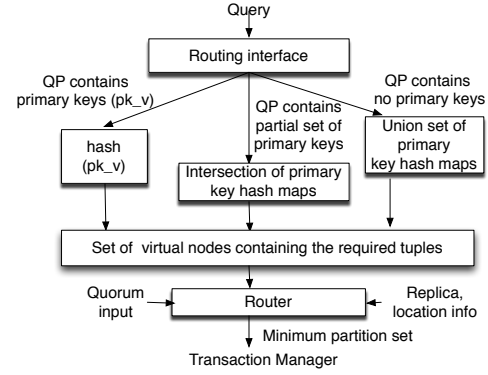 Query
Routing interface
QP contains
primary keys (pk_v)
QP contains
partial set of
primary keys
QP contains
no primary keys
hash
(pk_v)
Intersection of primary
key hash maps
Union set of
primary
key hash maps
Set of virtual nodes containing the required tuples
Quorum
input
Router
Replica,
location info
Minimum partition set
Transaction Manager